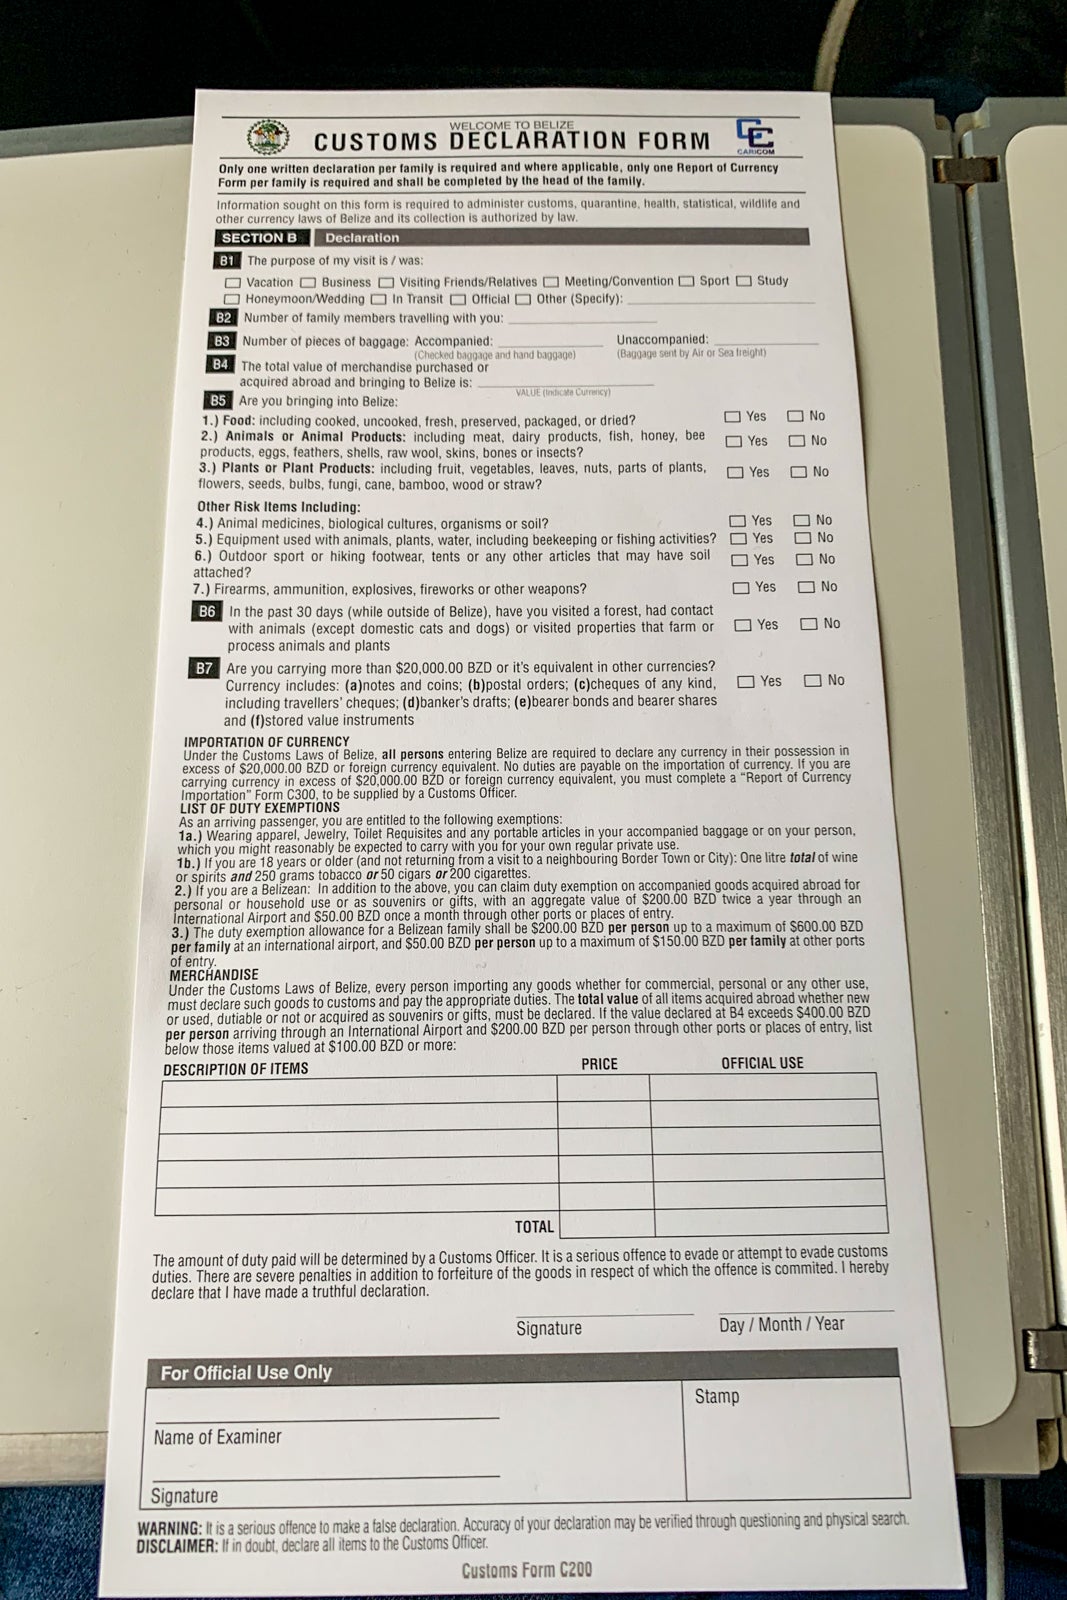 WELCOME TO BELIZE
CUSTOMS DECLARATION FORM
CARICOM
Only one written declaration per family is required and where applicable, only one Report of Currency
Form per family is required and shall be completed by the head of the family.
Information sought on this form is required to administer customs, quarantine, health, statistical, wildlife and
other currency laws of Belize and its collection is authorized by law.
SECTION B Declaration
B1 The purpose of my visit is / was:
Vacation Business Visiting Friends/Relatives Meeting/Convention Sport Study
Honeymoon/Wedding In Transit Official Other (Specify):
B2 Number of family members travelling with you:
B3 Number of pieces of baggage: Accompanied: Unaccompanied:
(Checked baggage and hand baggage) (Baggage sent by Air or Sea freight)
B4 The total value of merchandise purchased or
acquired abroad and bringing to Belize is:
VALUE (Indicate Currency)
B5 Are you bringing into Belize:
1.) Food: including cooked, uncooked, fresh, preserved, packaged, or dried? Yes No
2.) Animals or Animal Products: including meat, dairy products, fish, honey, bee Yes No
products, eggs, feathers, shells, raw wool, skins, bones or insects?
3.) Plants or Plant Products: including fruit, vegetables, leaves, nuts, parts of plants, Yes No
flowers, seeds, bulbs, fungi, cane, bamboo, wood or straw?
Other Risk Items Including:
4.) Animal medicines, biological cultures, organisms or soil? Yes No
5.) Equipment used with animals, plants, water, including beekeeping or fishing activities? Yes No
6.) Outdoor sport or hiking footwear, tents or any other articles that may have soil Yes No
attached?
7.) Firearms, ammunition, explosives, fireworks or other weapons? Yes No
B6 In the past 30 days (while outside of Belize), have you visited a forest, had contact
with animals (except domestic cats and dogs) or visited properties that farm or Yes No
process animals and plants
B7 Are you carrying more than $20,000.00 BZD or it's equivalent in other currencies?
Currency includes: (a)notes and coins; (b)postal orders; (c)cheques of any kind, Yes No
including travellers' cheques; (d)banker's drafts; (e)bearer bonds and bearer shares
and (f)stored value instruments
IMPORTATION OF CURRENCY
Under the Customs Laws of Belize, all persons entering Belize are required to declare any currency in their possession in
excess of $20,000.00 BZD or foreign currency equivalent. No duties are payable on the importation of currency. If you are
carrying currency in excess of $20,000.00 BZD or foreign currency equivalent, you must complete a "Report of Currency
Importation" Form C300, to be supplied by a Customs Officer.
LIST OF DUTY EXEMPTIONS
As an arriving passenger, you are entitled to the following exemptions:
1a.) Wearing apparel, Jewelry, Toilet Requisites and any portable articles in your accompanied baggage or on your person,
which you might reasonably be expected to carry with you for your own regular private use.
1b.) If you are 18 years or older (and not returning from a visit to a neighbouring Border Town or City): One litre total of wine
or spirits and 250 grams tobacco or 50 cigars or 200 cigarettes.
2.) If you are a Belizean: In addition to the above, you can claim duty exemption on accompanied goods acquired abroad for
personal or household use or as souvenirs or gifts, with an aggregate value of $200.00 BZD twice a year through an
International Airport and $50.00 BZD once a month through other ports or places of entry.
3.) The duty exemption allowance for a Belizean family shall be $200.00 BZD per person up to a maximum of $600.00 BZD
per family at an international airport, and $50.00 BZD per person up to a maximum of $150.00 BZD per family at other ports
of entry.
MERCHANDISE
Under the Customs Laws of Belize, every person importing any goods whether for commercial, personal or any other use,
must declare such goods to customs and pay the appropriate duties. The total value of all items acquired abroad whether new
or used, dutiable or not or acquired as souvenirs or gifts, must be declared. If the value declared at B4 exceeds $400.00 BZD
per person arriving through an International Airport and $200.00 BZD per person through other ports or places of entry, list
below those items valued at $100.00 BZD or more:
DESCRIPTION OF ITEMS PRICE OFFICIAL USE
TOTAL
The amount of duty paid will be determined by a Customs Officer. It is a serious offence to evade or attempt to evade customs
duties. There are severe penalties in addition to forfeiture of the goods in respect of which the offence is commited. I hereby
declare that I have made a truthful declaration.
Signature Day / Month / Year
For Official Use Only
Stamp
Name of Examiner
Signature
WARNING: It is a serious offence to make a false declaration. Accuracy of your declaration may be verified through questioning and physical search.
DISCLAIMER: If in doubt, declare all items to the Customs Officer.
Customs Form C200